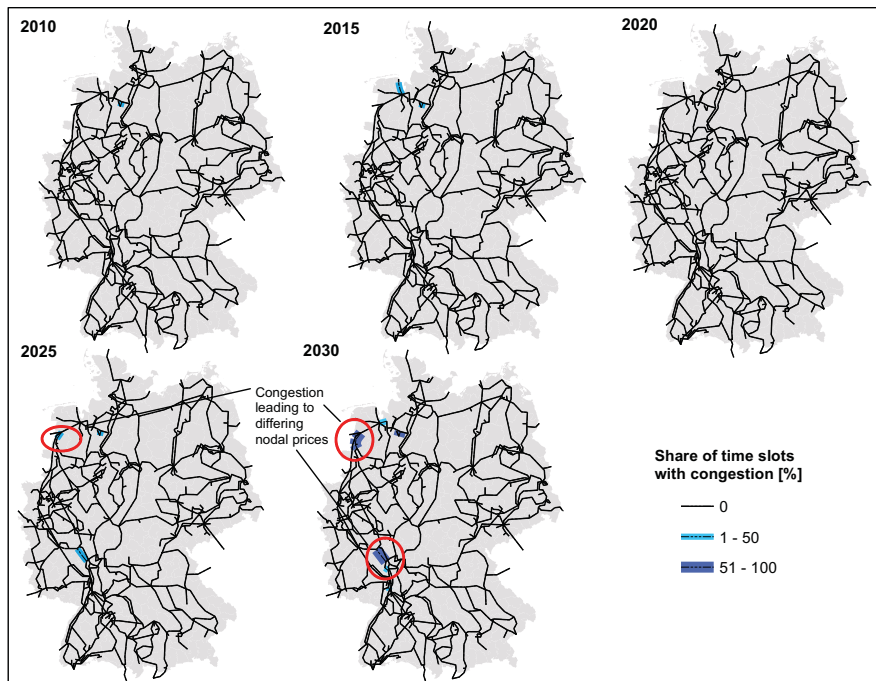 2010
2015
2020
2025
2030
Congestion
leading to
differing
nodal prices
Share of time slots
with congestion [%]
0
1 - 50
51 - 100